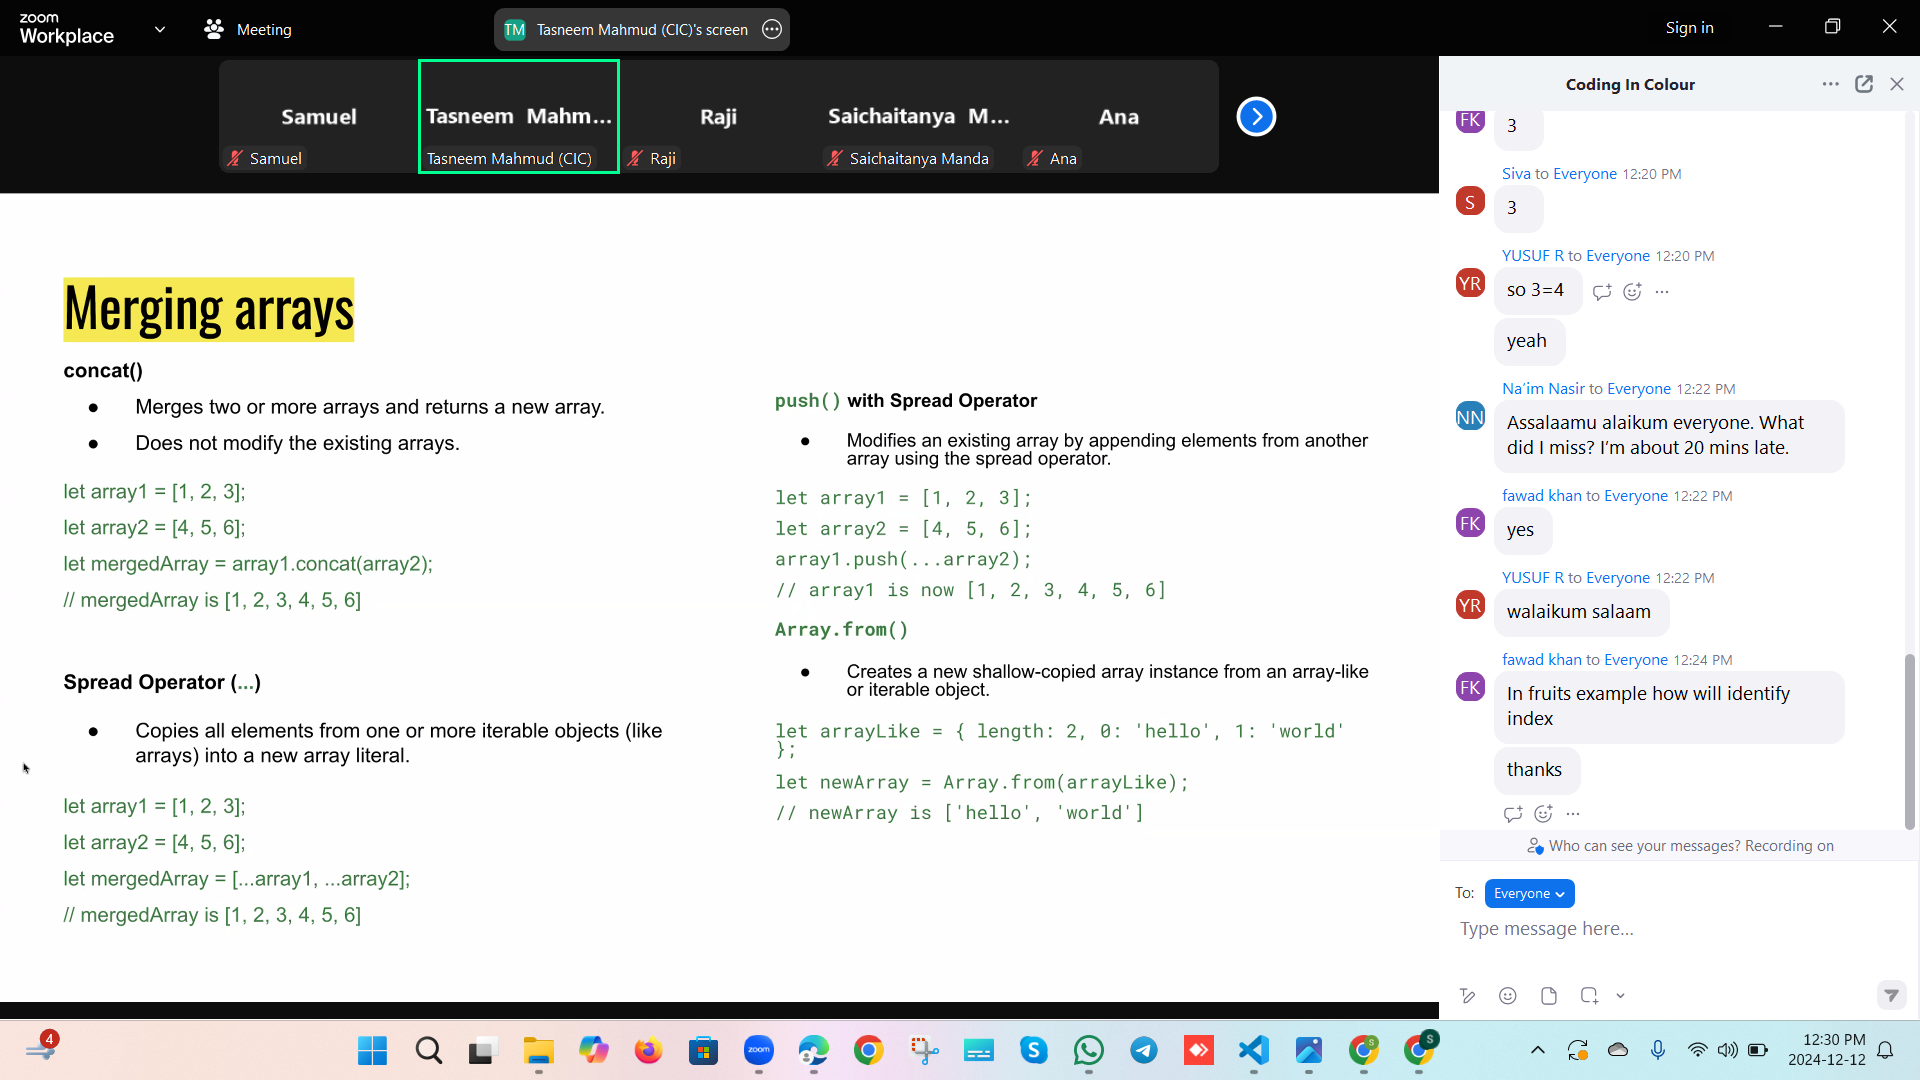 zoom
Workplace
Meeting
TM Tasneem Mahmud (CIC)'s screen
Sign in
Samuel
Tasneem Mahm...
Raji
Saichaitanya M...
Ana
Samuel
Tasneem Mahmud (CIC)
Raji
Saichaitanya Manda
Ana
Merging arrays
concat()
● Merges two or more arrays and returns a new array.
● Does not modify the existing arrays.
let array1 = [1, 2, 3];
let array2 = [4, 5, 6];
let mergedArray = array1.concat(array2);
// mergedArray is [1, 2, 3, 4, 5, 6]
Spread Operator (...)
● Copies all elements from one or more iterable objects (like
arrays) into a new array literal.
let array1 = [1, 2, 3];
let array2 = [4, 5, 6];
let mergedArray = [...array1, ...array2];
// mergedArray is [1, 2, 3, 4, 5, 6]
push() with Spread Operator
● Modifies an existing array by appending elements from another
array using the spread operator.
let array1 = [1, 2, 3];
let array2 = [4, 5, 6];
array1.push(...array2);
// array1 is now [1, 2, 3, 4, 5, 6]
Array.from()
● Creates a new shallow-copied array instance from an array-like
or iterable object.
let arrayLike = { length: 2, 0: 'hello', 1: 'world'
};
let newArray = Array.from(arrayLike);
// newArray is ['hello', 'world']
Coding In Colour
FK
3
Siva to Everyone 12:20 PM
S
3
YUSUF R to Everyone 12:20 PM
YR
so 3=4
yeah
Na'im Nasir to Everyone 12:22 PM
NN
Assalaamu alaikum everyone. What
did I miss? I'm about 20 mins late.
fawad khan to Everyone 12:22 PM
FK
yes
YUSUF R to Everyone 12:22 PM
YR
walaikum salaam
fawad khan to Everyone 12:24 PM
FK
In fruits example how will identify
index
thanks
Who can see your messages? Recording on
To: Everyone
Type message here...
4
zoom
S
S
S
12:30 PM
2024-12-12